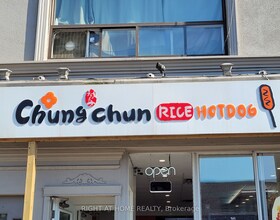 Chung Chun RICE HOTDOG
open
RIGHT AT HOME REALTY, Brokerage